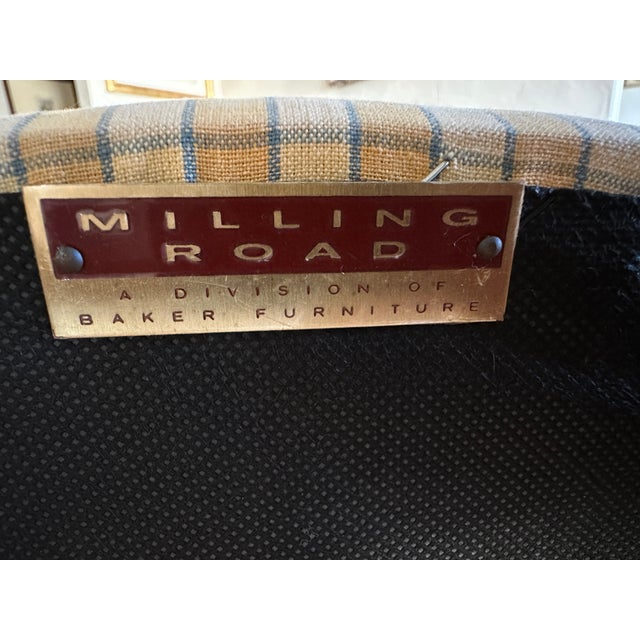 MILLING
ROAD
A DIVISION OF
BAKER FURNITURE